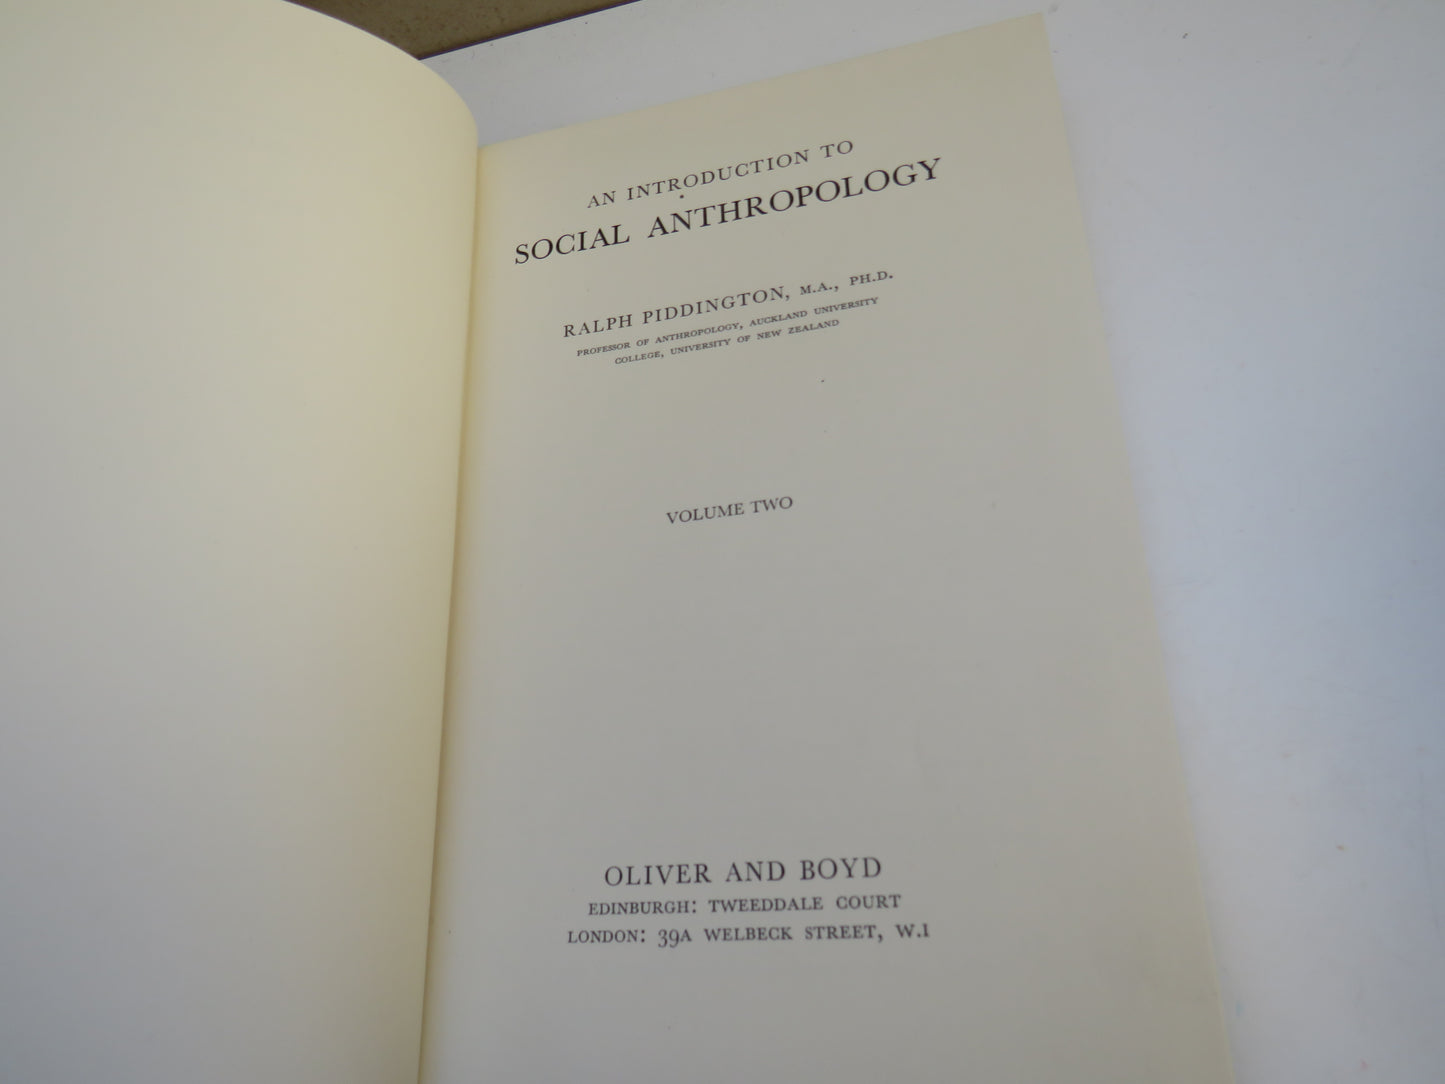 AN INTRODUCTION TO
SOCIAL ANTHROPOLOGY
RALPH PIDDINGTON, M.A., PH.D.
PROFESSOR OF ANTHROPOLOGY, AUCKLAND UNIVERSITY
COLLEGE, UNIVERSITY OF NEW ZEALAND
VOLUME TWO
OLIVER AND BOYD
EDINBURGH: TWEEDDALE COURT
LONDON: 39A WELBECK STREET, W.1